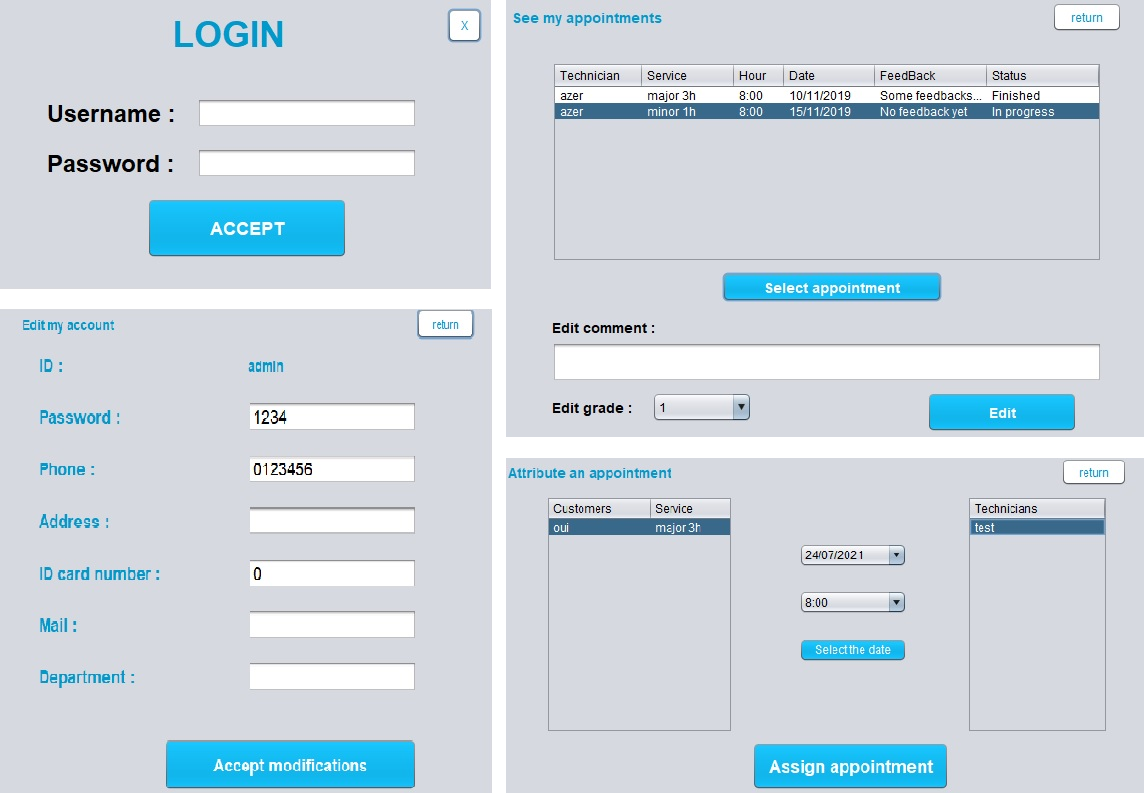 LOGIN
X
Username :
Password :
ACCEPT
Edit my account
return
ID :
admin
Password :
1234
Phone :
0123456
Address :
ID card number :
0
Mail :
Department :
Accept modifications
See my appointments
return
Technician Service Hour Date FeedBack Status
azer major 3h 8:00 10/11/2019 Some feedbacks... Finished
azer minor 1h 8:00 15/11/2019 No feedback yet In progress
Select appointment
Edit comment :
Edit grade :
1
Edit
Attribute an appointment
return
Customers Service
oui major 3h
24/07/2021
8:00
Select the date
Technicians
test
Assign appointment